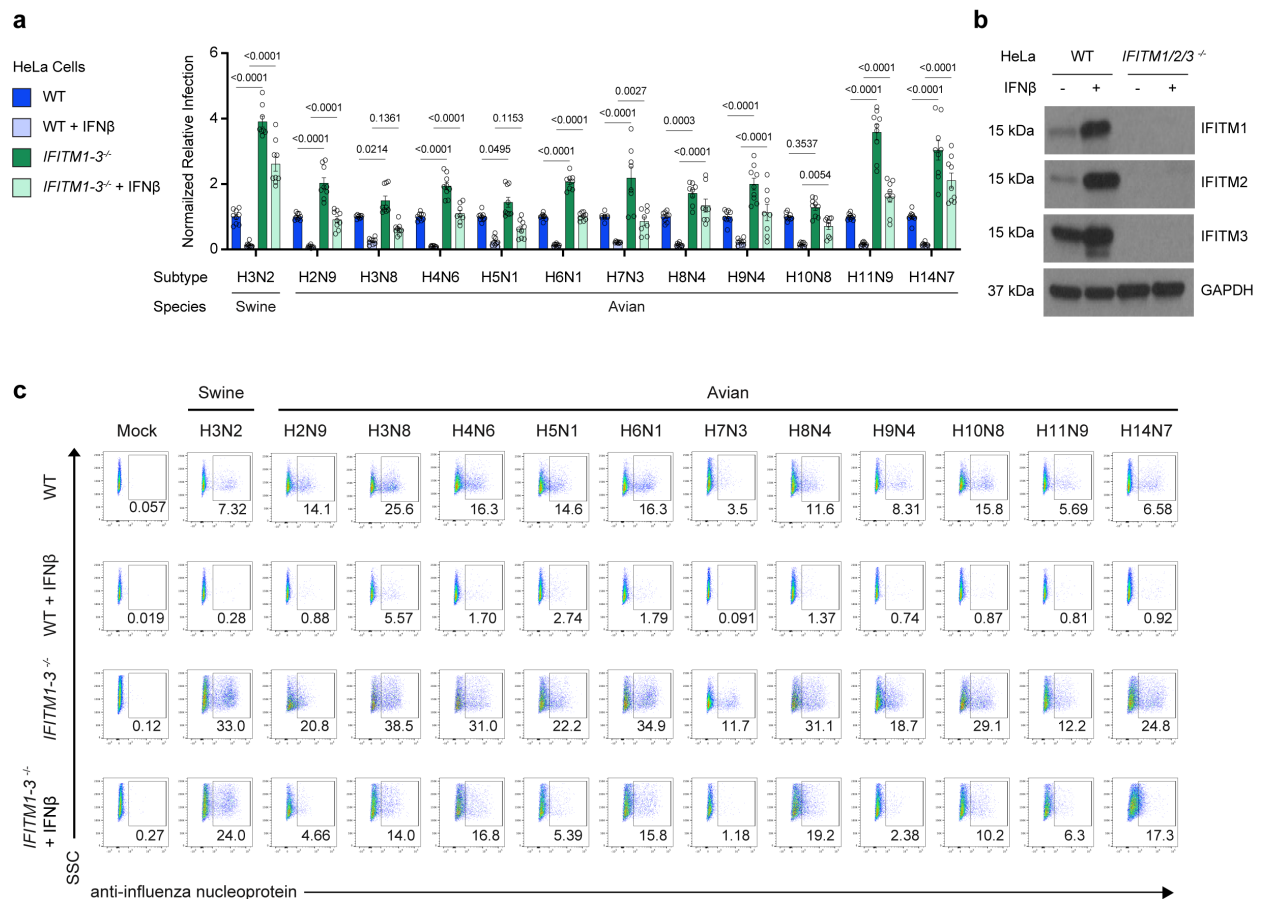 a
HeLa Cells
WT
WT + IFNβ
IFITM1-3-/-
IFITM1-3-/- + IFNβ
Normalized Relative Infection
6
4
2
0
<0.0001
<0.0001
<0.0001
<0.0001
0.1361
0.0214
<0.0001
<0.0001
0.1153
0.0495
<0.0001
<0.0001
0.0027
<0.0001
0.0003
<0.0001
<0.0001
<0.0001
0.3537
0.0054
<0.0001
<0.0001
<0.0001
<0.0001
Subtype H3N2 H2N9 H3N8 H4N6 H5N1 H6N1 H7N3 H8N4 H9N4 H10N8 H11N9 H14N7
Species Swine Avian
b
HeLa WT IFITM1/2/3 -/-
IFNβ - + - +
15 kDa IFITM1
15 kDa IFITM2
15 kDa IFITM3
37 kDa GAPDH
c
Swine Avian
Mock H3N2 H2N9 H3N8 H4N6 H5N1 H6N1 H7N3 H8N4 H9N4 H10N8 H11N9 H14N7
WT
0.057 7.32 14.1 25.6 16.3 14.6 16.3 3.5 11.6 8.31 15.8 5.69 6.58
WT + IFNβ
0.019 0.28 0.88 5.57 1.70 2.74 1.79 0.091 1.37 0.74 0.87 0.81 0.92
IFITM1-3 -/-
0.12 33.0 20.8 38.5 31.0 22.2 34.9 11.7 31.1 18.7 29.1 12.2 24.8
IFITM1-3 -/-
+ IFNβ
0.27 24.0 4.66 14.0 16.8 5.39 15.8 1.18 19.2 2.38 10.2 6.3 17.3
SSC
anti-influenza nucleoprotein